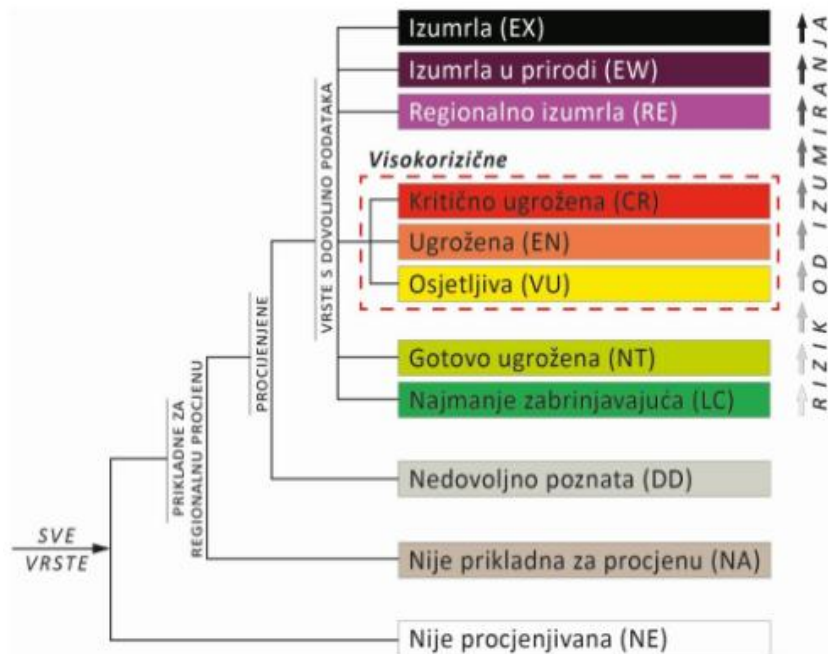 Izumrla (EX)
Izumrla u prirodi (EW)
Regionalno izumrla (RE)
Visokorizične
Kritično ugrožena (CR)
Ugrožena (EN)
Osjetljiva (VU)
Gotovo ugrožena (NT)
Najmanje zabrinjavajuća (LC)
Nedovoljno poznata (DD)
Nije prikladna za procjenu (NA)
Nije procjenjivana (NE)
SVE
VRSTE
PRIKLADNE ZA
REGIONALNU PROCJENU
PROCIJENJENE
VRSTE S DOVOLJNO PODATAKA
RIZIK OD IZUMIRANJA